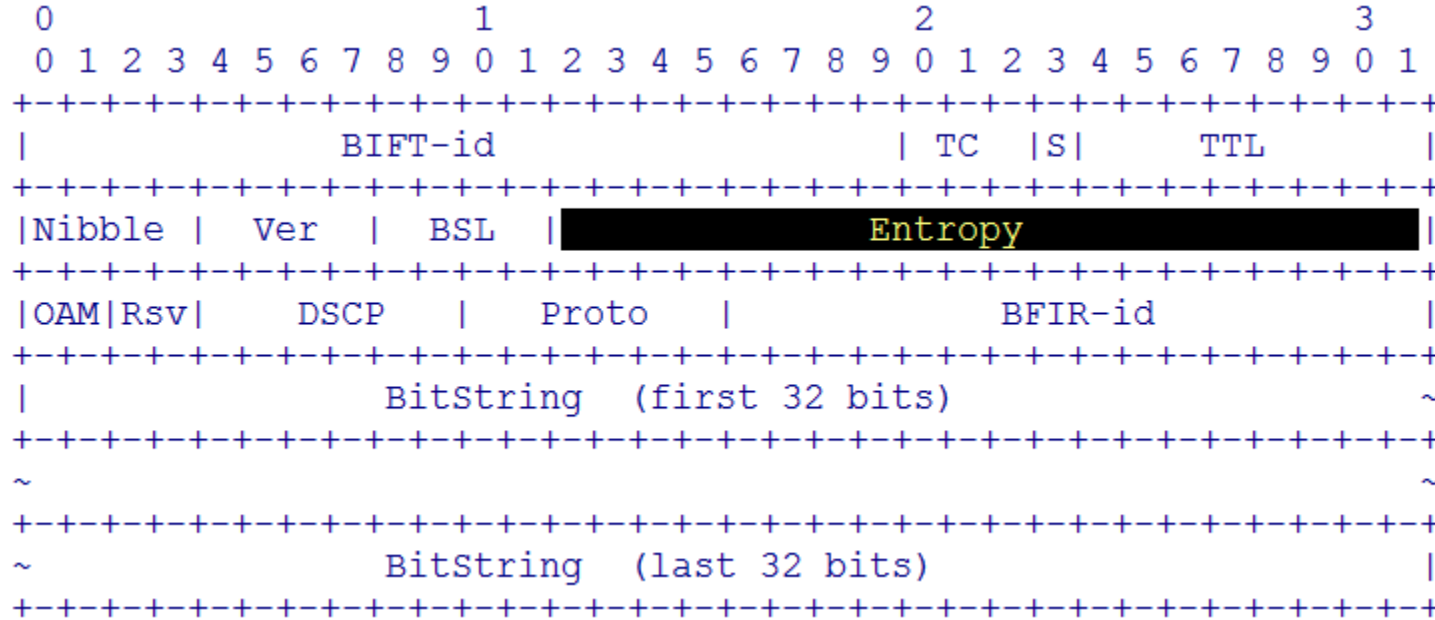 0                   1                   2                   3
 0 1 2 3 4 5 6 7 8 9 0 1 2 3 4 5 6 7 8 9 0 1 2 3 4 5 6 7 8 9 0 1
+-+-+-+-+-+-+-+-+-+-+-+-+-+-+-+-+-+-+-+-+-+-+-+-+-+-+-+-+-+-+-+-+
|              BIFT-id                  | TC  |S|     TTL       |
+-+-+-+-+-+-+-+-+-+-+-+-+-+-+-+-+-+-+-+-+-+-+-+-+-+-+-+-+-+-+-+-+
|Nibble |  Ver  |  BSL  |              Entropy                  |
+-+-+-+-+-+-+-+-+-+-+-+-+-+-+-+-+-+-+-+-+-+-+-+-+-+-+-+-+-+-+-+-+
|OAM|Rsv|    DSCP   |   Proto   |            BFIR-id            |
+-+-+-+-+-+-+-+-+-+-+-+-+-+-+-+-+-+-+-+-+-+-+-+-+-+-+-+-+-+-+-+-+
|                BitString  (first 32 bits)                     ~
+-+-+-+-+-+-+-+-+-+-+-+-+-+-+-+-+-+-+-+-+-+-+-+-+-+-+-+-+-+-+-+-+
~                                                               ~
+-+-+-+-+-+-+-+-+-+-+-+-+-+-+-+-+-+-+-+-+-+-+-+-+-+-+-+-+-+-+-+-+
~                BitString  (last 32 bits)                      |
+-+-+-+-+-+-+-+-+-+-+-+-+-+-+-+-+-+-+-+-+-+-+-+-+-+-+-+-+-+-+-+-+